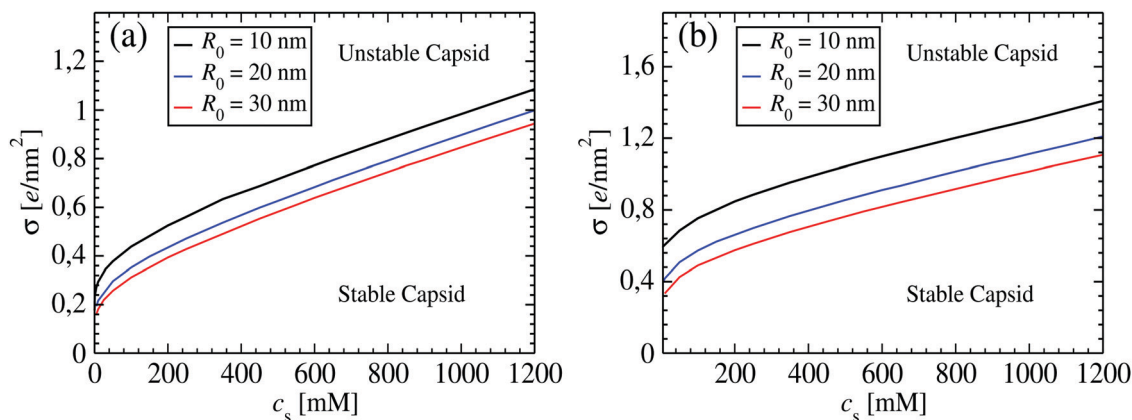 (a)
R₀ = 10 nm
R₀ = 20 nm
R₀ = 30 nm
Unstable Capsid
Stable Capsid
σ [e/nm²]
1,2
1
0,8
0,6
0,4
0,2
0
0 200 400 600 800 1000 1200
cₛ [mM]
(b)
R₀ = 10 nm
R₀ = 20 nm
R₀ = 30 nm
Unstable Capsid
Stable Capsid
σ [e/nm²]
1,6
1,2
0,8
0,4
0
200 400 600 800 1000 1200
cₛ [mM]